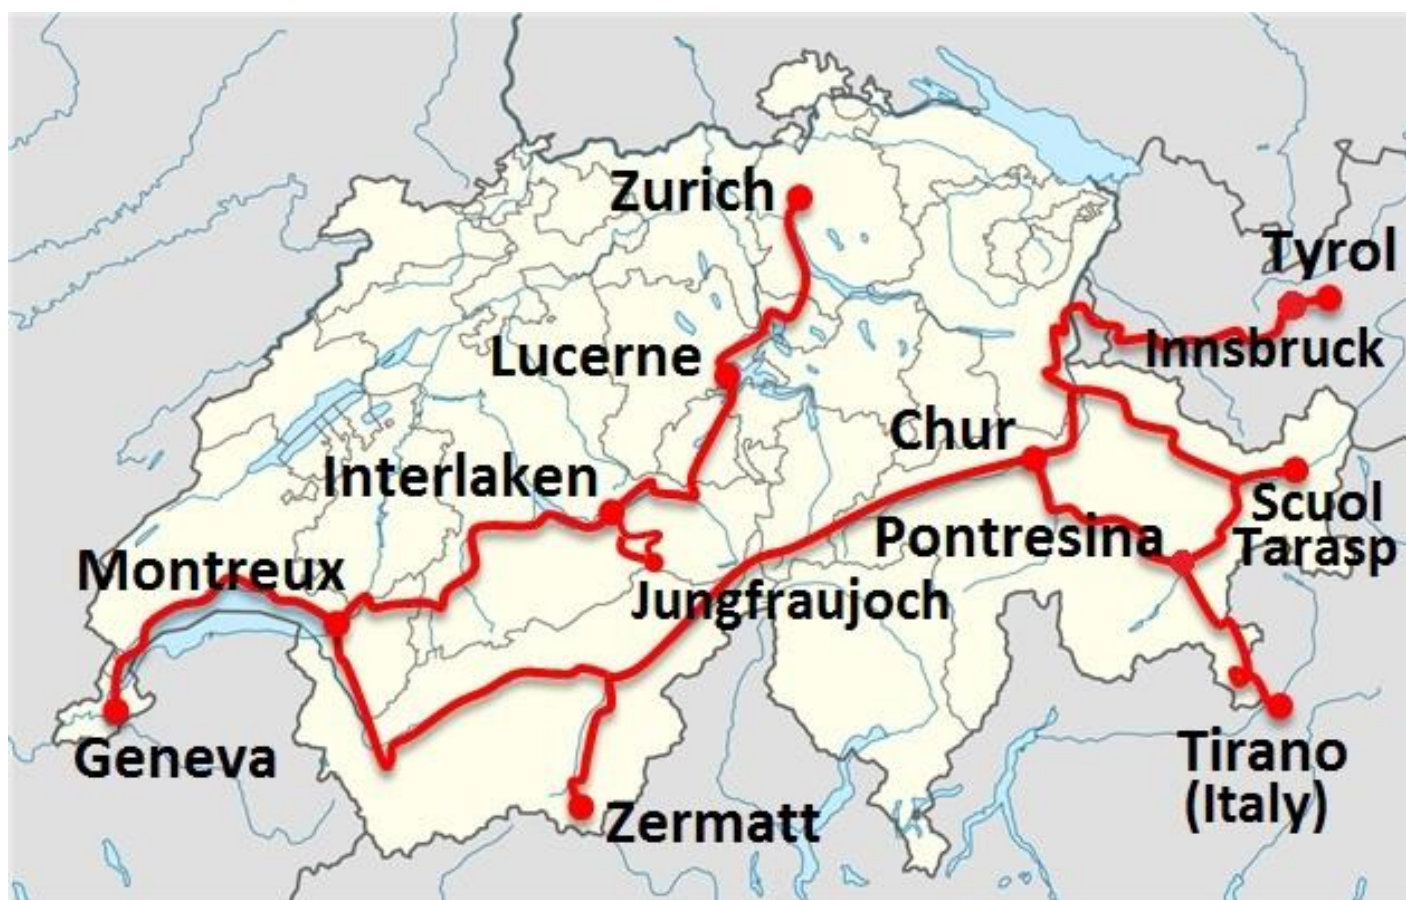 Zurich
Tyrol
Innsbruck
Lucerne
Chur
Interlaken
Scuol
Tarasp
Pontresina
Montreux
Jungfraujoch
Geneva
Tirano
(Italy)
Zermatt